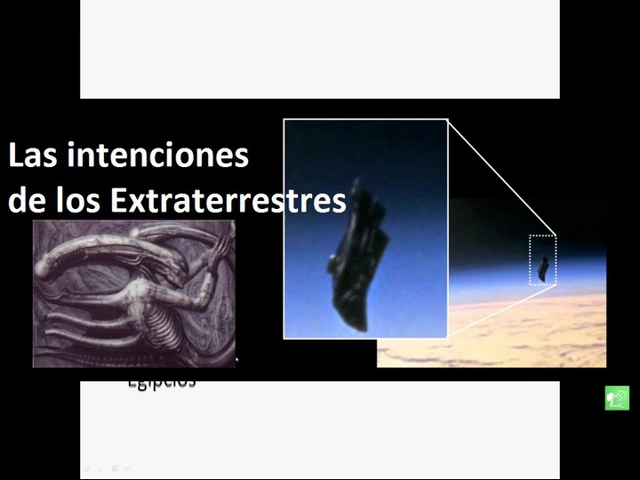 Las intenciones
de los Extraterrestres
Egipcios